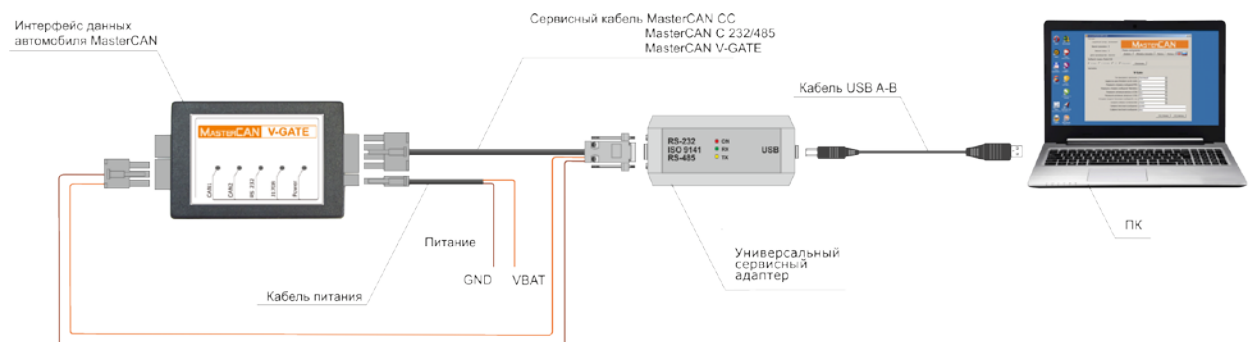 Интерфейс данных
автомобиля MasterCAN
Сервисный кабель MasterCAN CC
MasterCAN C 232/485
MasterCAN V-GATE
Кабель USB A-B
MASTERCAN V-GATE
CAN1
CAN2
RS-232
J1708
Power
RS-232
ISO 9141
RS-485
CN
RX
TX
USB
MASTERCAN
Питание
GND
VBAT
Кабель питания
Универсальный
сервисный
адаптер
ПК